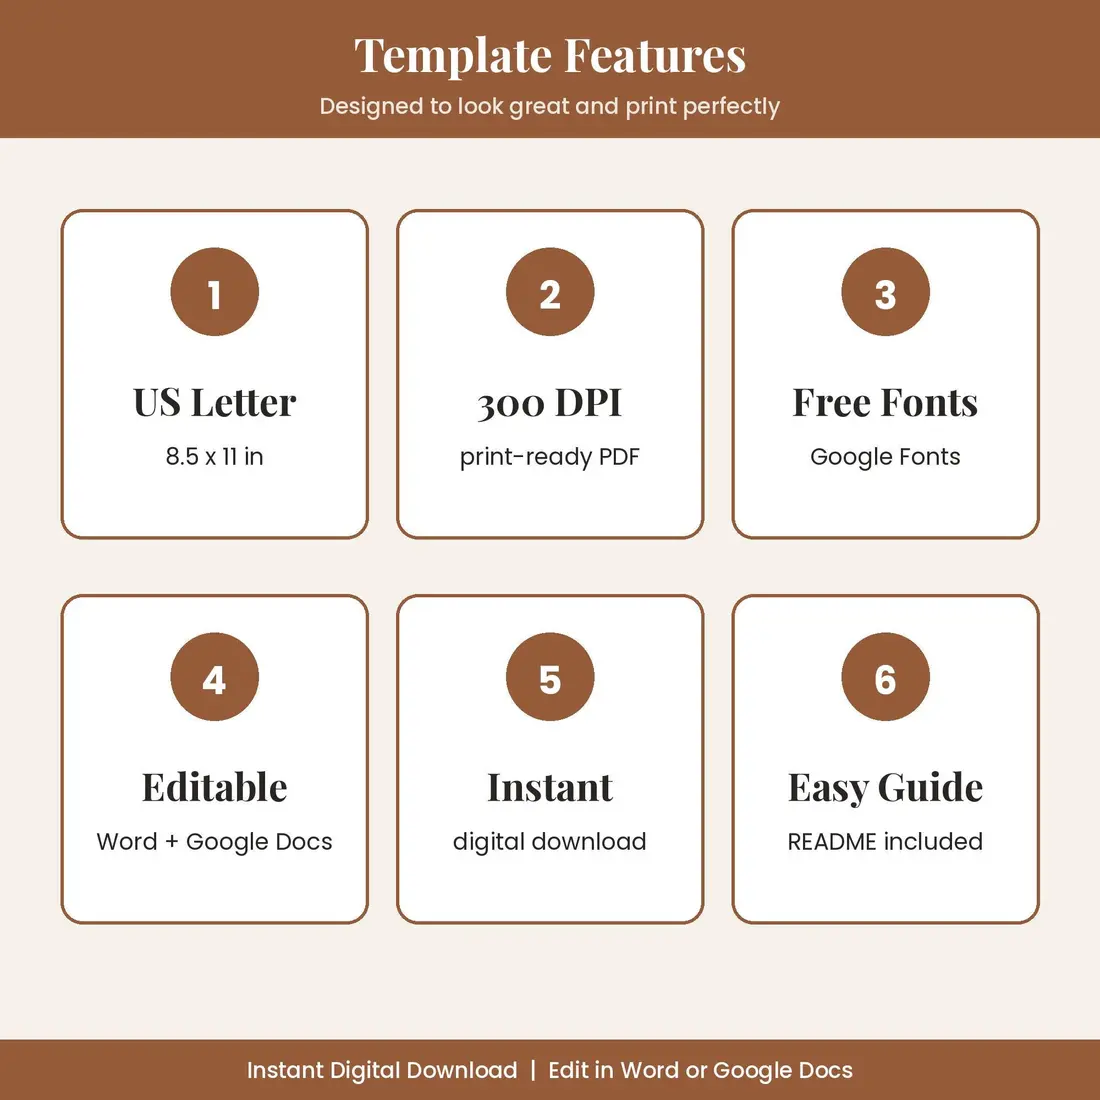 Template Features
Designed to look great and print perfectly
1
2
3
US Letter
300 DPI
Free Fonts
8.5 x 11 in
print-ready PDF
Google Fonts
4
5
6
Editable
Instant
Easy Guide
Word + Google Docs
digital download
README included
Instant Digital Download | Edit in Word or Google Docs